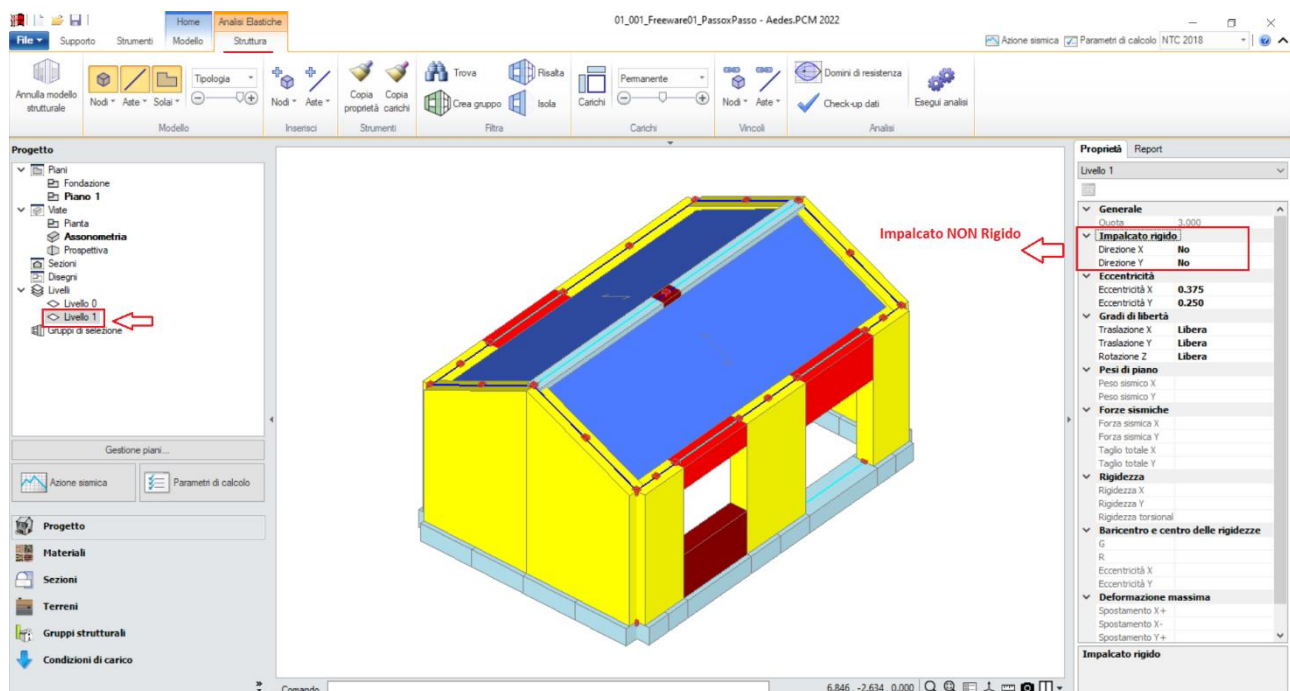 01_001_Freeware01_PassoxPasso - Aedes.PCM 2022
Home
Analisi Elastiche
File
Supporto
Strumenti
Modello
Struttura
Azione sismica
Parametri di calcolo
NTC 2018
Annulla modello
strutturale
Nodi
Aste
Solai
Tipologia
Modello
Nodi
Aste
Inserisci
Copia
proprietà
Copia
carichi
Strumenti
Trova
Crea gruppo
Risalta
Isola
Filtra
Carichi
Permanente
Carichi
Nodi
Aste
Vincoli
Domini di resistenza
Check-up dati
Esegui analisi
Analisi
Progetto
Piani
Fondazione
Piano 1
Viste
Pianta
Assonometria
Prospettiva
Sezioni
Disegni
Livelli
Livello 0
Livello 1
Gruppi di selezione
Gestione piani...
Azione sismica
Parametri di calcolo
Progetto
Materiali
Sezioni
Terreni
Gruppi strutturali
Condizioni di carico
Impalcato NON Rigido
Proprietà
Report
Livello 1
Generale
Quota 3.000
Impalcato rigido
Direzione X No
Direzione Y No
Eccentricità
Eccentricità X 0.375
Eccentricità Y 0.250
Gradi di libertà
Traslazione X Libera
Traslazione Y Libera
Rotazione Z Libera
Pesi di piano
Peso sismico X
Peso sismico Y
Forze sismiche
Forza sismica X
Forza sismica Y
Taglio totale X
Taglio totale Y
Rigidezza
Rigidezza X
Rigidezza Y
Rigidezza torsional
Baricentro e centro delle rigidezze
G
R
Eccentricità X
Eccentricità Y
Deformazione massima
Spostamento X+
Spostamento X-
Spostamento Y+
Impalcato rigido
Comando
6.846 -2.634 0.000